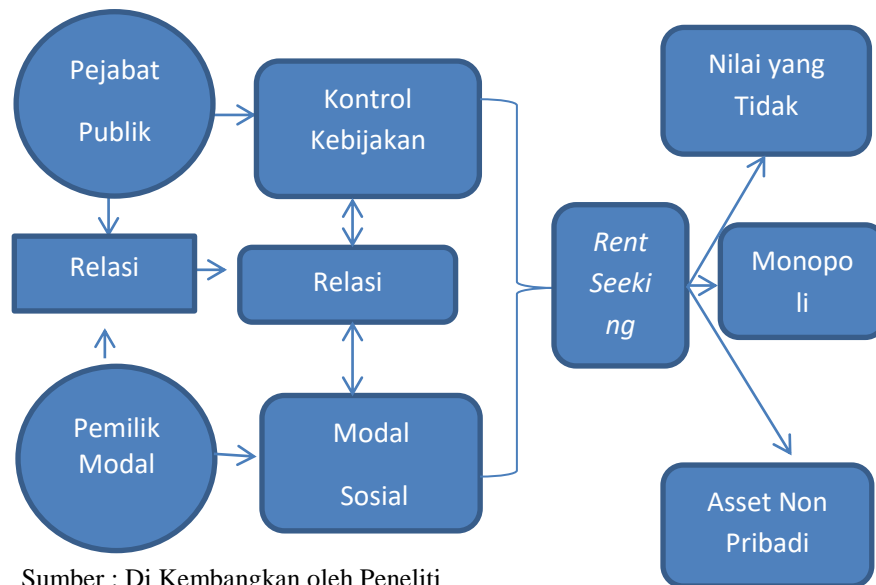 Pejabat
Publik
Kontrol
Kebijakan
Nilai yang
Tidak
Relasi
Relasi
Rent
Seeki
ng
Monopo
li
Pemilik
Modal
Modal
Sosial
Asset Non
Pribadi
Sumber : Di Kembangkan oleh Peneliti